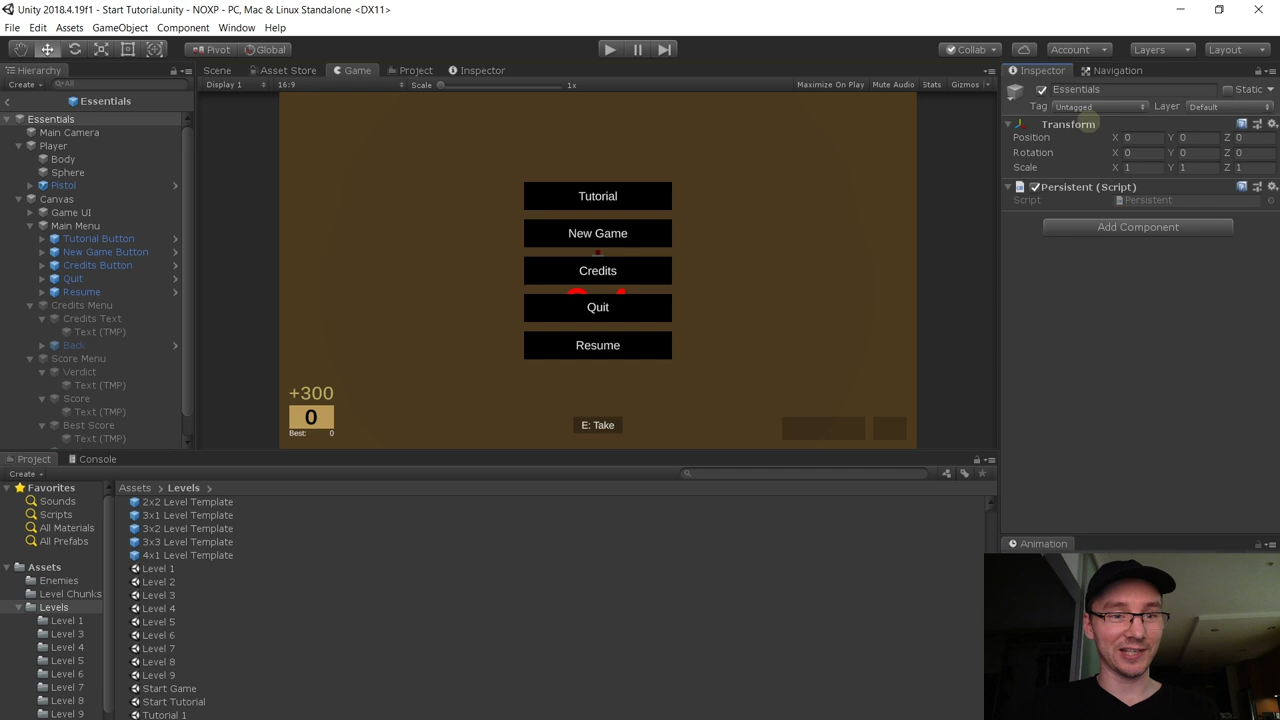 Unity 2018.4.19f1 - Start Tutorial.unity - NOXP - PC, Mac & Linux Standalone <DX11>
File Edit Assets GameObject Component Window Help
Pivot Global Collab Account Layers Layout
Hierarchy Scene Asset Store Game Project Inspector Inspector Navigation
Create All Display 1 16:9 Scale 1x Maximize On Play Mute Audio Stats Gizmos
Essentials
Essentials Static
Tag Untagged Layer Default
Essentials
Main Camera
Player
Body
Sphere
Pistol
Canvas
Game UI
Main Menu
Tutorial Button
New Game Button
Credits Button
Quit
Resume
Credits Menu
Credits Text
Text (TMP)
Back
Score Menu
Verdict
Text (TMP)
Score
Text (TMP)
Best Score
Text (TMP)
Tutorial
New Game
Credits
Quit
Resume
+300
0
Best: 0
E: Take
Transform
Position X 0 Y 0 Z 0
Rotation X 0 Y 0 Z 0
Scale X 1 Y 1 Z 1
Persistent (Script)
Script Persistent
Add Component
Animation
Project Console
Create
Favorites
Sounds
Scripts
All Materials
All Prefabs
Assets
Enemies
Level Chunks
Levels
Level 1
Level 3
Level 4
Level 5
Level 6
Level 7
Level 8
Level 9
Assets Levels
2x2 Level Template
3x1 Level Template
3x2 Level Template
3x3 Level Template
4x1 Level Template
Level 1
Level 2
Level 3
Level 4
Level 5
Level 6
Level 7
Level 8
Level 9
Start Game
Start Tutorial
Tutorial 1